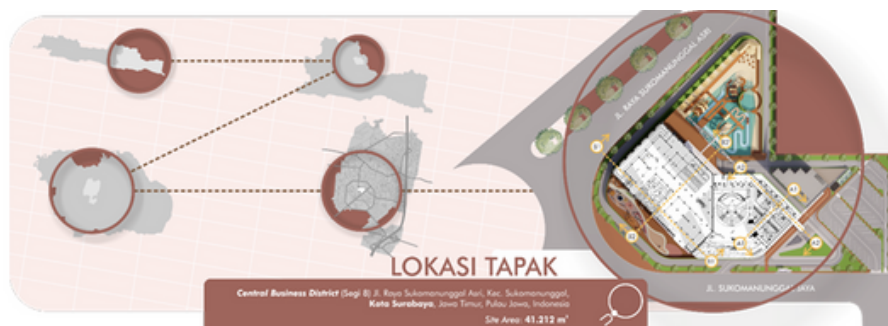 JL. RAYA SUKOMANUNGGAL ASRI
LOKASI TAPAK
Central Business District (Segi 8) Jl. Raya Sukomanunggal Asri, Kec. Sukomanunggal,
Kota Surabaya, Jawa Timur, Pulau Jawa, Indonesia
Site Area: 41.212 m²
JL. SUKOMANUNGGAL JAYA